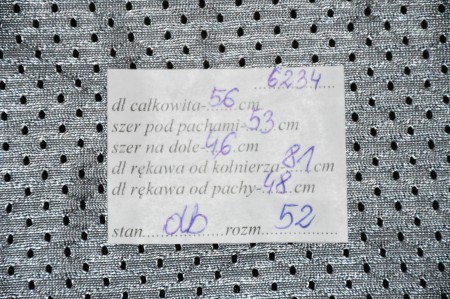 6234
dl całkowita-56 cm
szer pod pachami-53 cm
szer na dole-46 cm
dl rękawa od kołnierza-81 cm
dl rękawa od pachy-48 cm
stan......db......rozm...52......